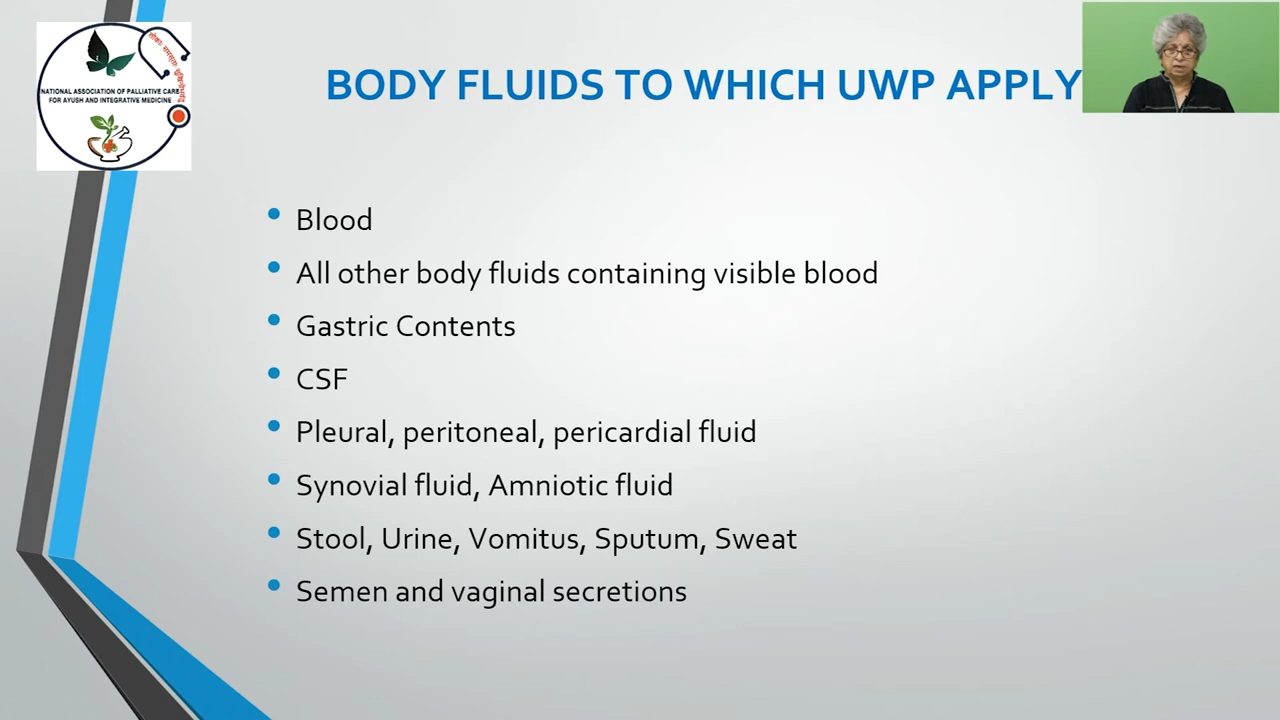 NATIONAL ASSOCIATION OF PALLIATIVE CARE
FOR AYUSH AND INTEGRATIVE MEDICINE
BODY FLUIDS TO WHICH UWP APPLY
Blood
All other body fluids containing visible blood
Gastric Contents
CSF
Pleural, peritoneal, pericardial fluid
Synovial fluid, Amniotic fluid
Stool, Urine, Vomitus, Sputum, Sweat
Semen and vaginal secretions